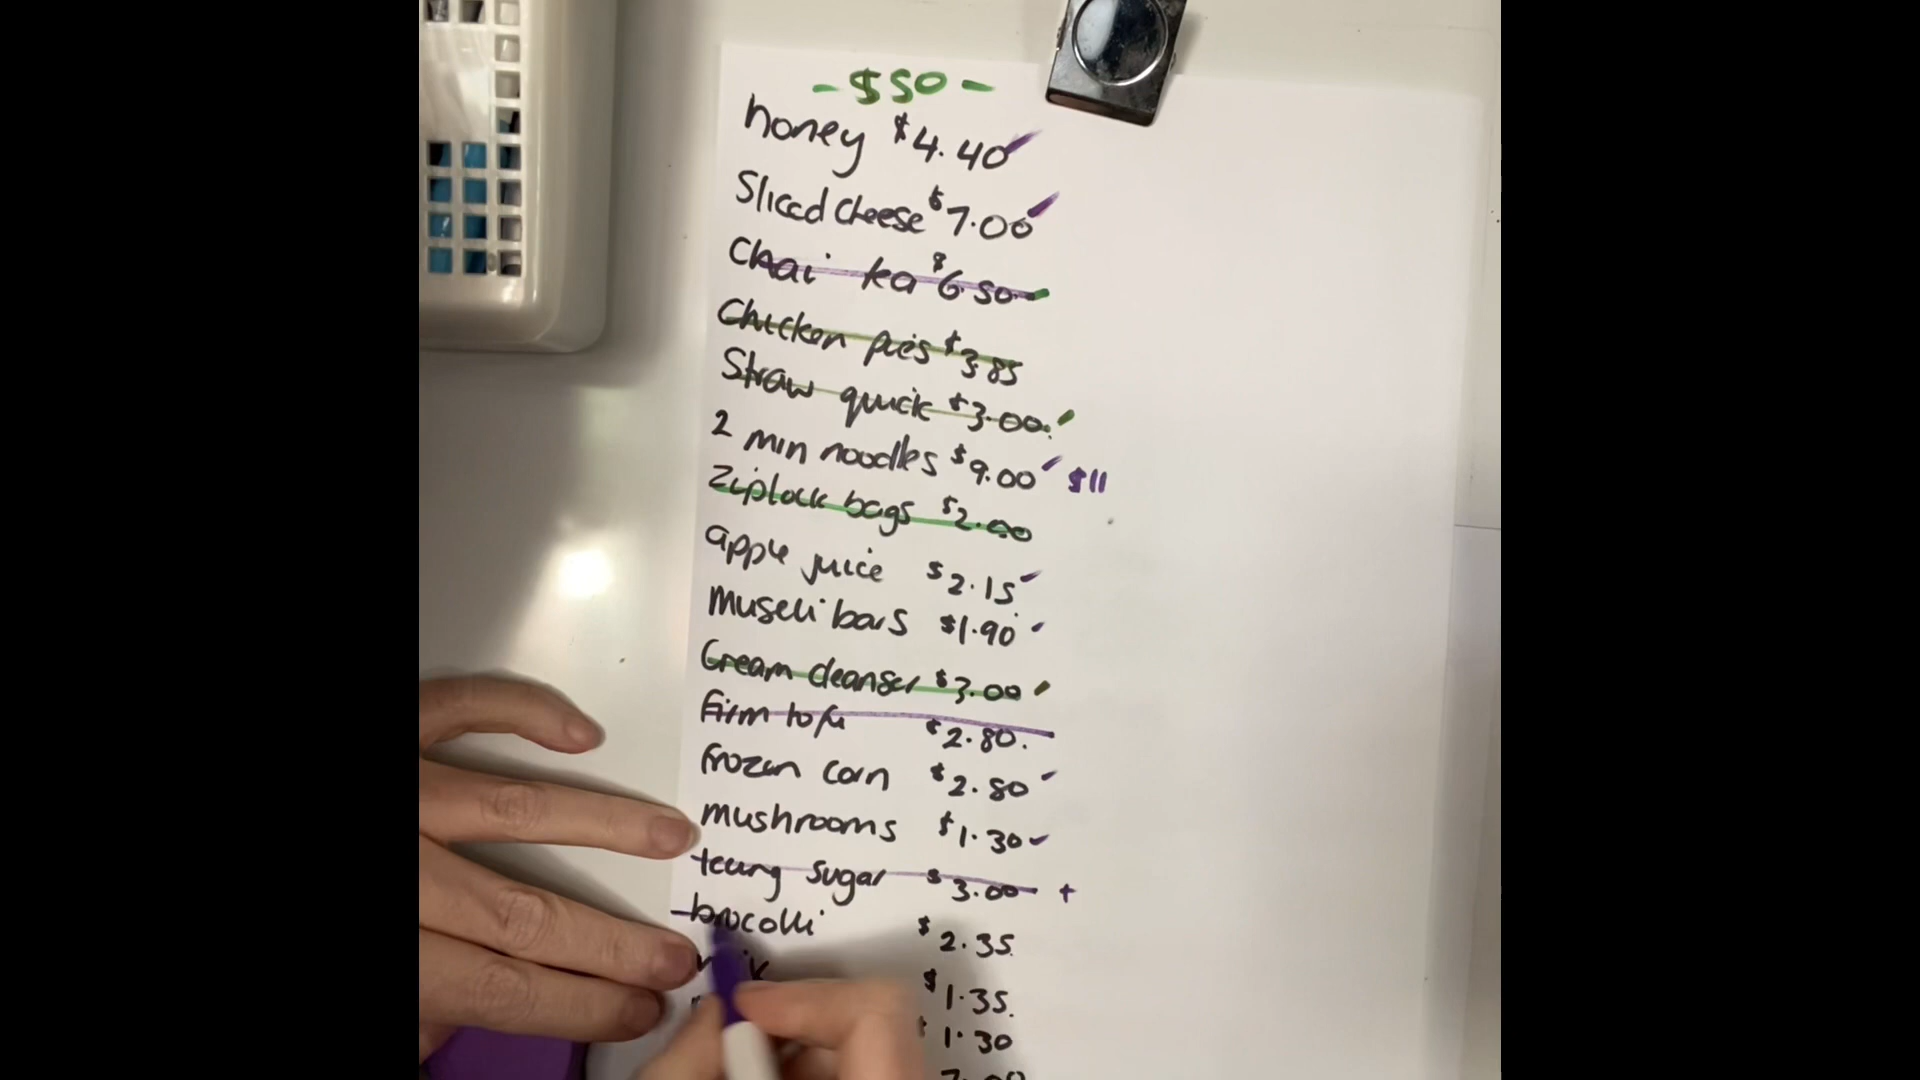 - $50 -
honey $4.40
Sliced Cheese $7.00
Chai tea $6.50
Chicken pies $3.85
Straw quick $3.00
2 min noodles $9.00 $11
Ziplock bags $2.00
apple juice $2.15
Museli bars $1.90
Cream cleanser $3.00
Firm tofu $2.80
Frozen corn $2.80
mushrooms $1.30
sugar $3.00 +
brocolli $2.35
$1.35
$1.30